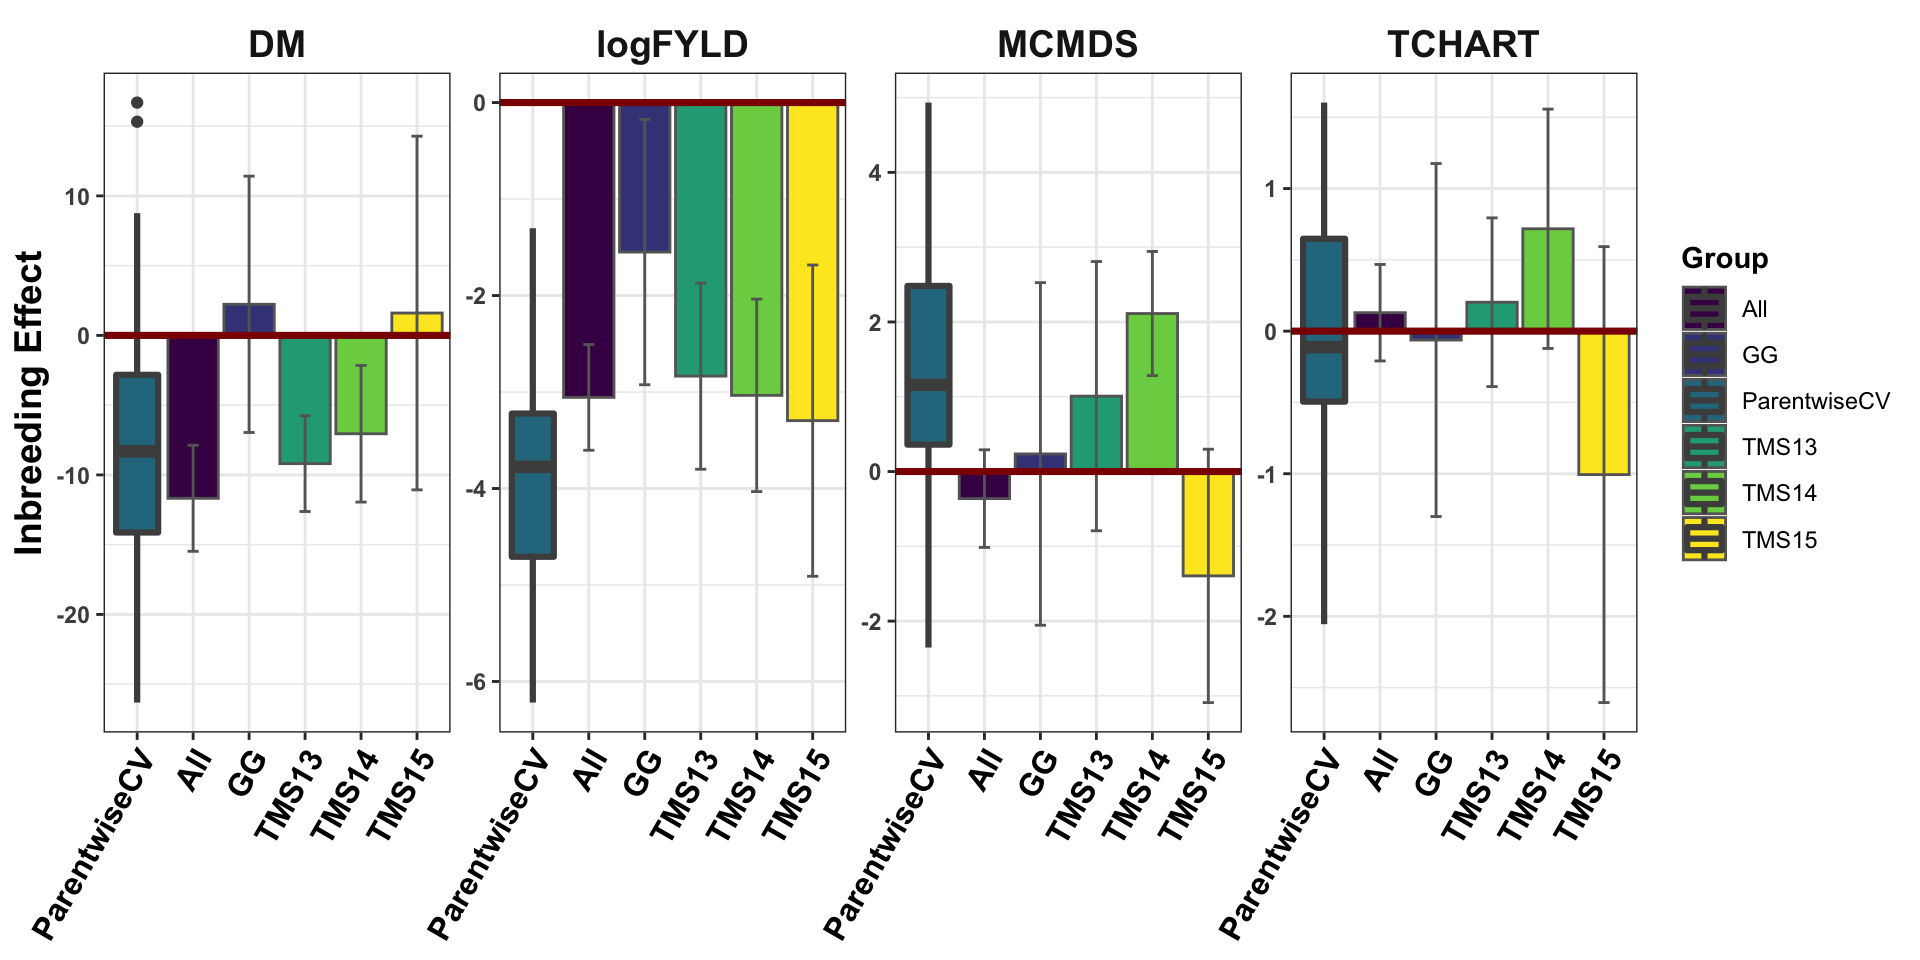 DM
logFYLD
MCMDS
TCHART
Inbreeding Effect
10
0
-10
-20
0
-2
-4
-6
4
2
0
-2
1
0
-1
-2
ParentwiseCV
All
GG
TMS13
TMS14
TMS15
ParentwiseCV
All
GG
TMS13
TMS14
TMS15
ParentwiseCV
All
GG
TMS13
TMS14
TMS15
ParentwiseCV
All
GG
TMS13
TMS14
TMS15
Group
All
GG
ParentwiseCV
TMS13
TMS14
TMS15